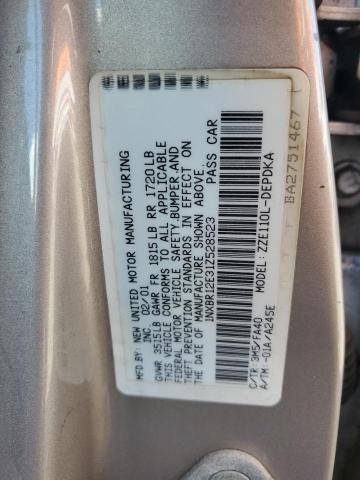 MFD BY: NEW UNITED MOTOR MANUFACTURING
INC. 02/01
GVWR 3515LB GAWR FR 1815LB RR 1720LB
THIS VEHICLE CONFORMS TO ALL APPLICABLE
FEDERAL MOTOR VEHICLE SAFETY,BUMPER,AND
THEFT PREVENTION STANDARDS IN EFFECT ON
THE DATE OF MANUFACTURE SHOWN ABOVE.
1NXBR12E31Z528523 PASS CAR
C/TR:3M5/FA40 MODEL:ZZE110L-DEPDKA
A/TM:-01A/A245E
BA2751467